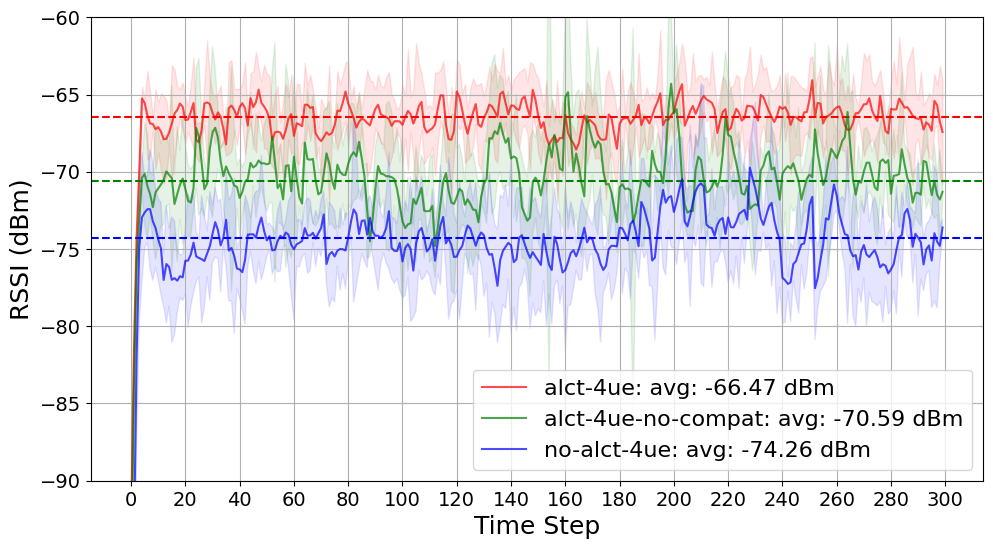 −60
−65
−70
−75
−80
−85
−90
RSSI (dBm)
alct-4ue: avg: -66.47 dBm
alct-4ue-no-compat: avg: -70.59 dBm
no-alct-4ue: avg: -74.26 dBm
0 20 40 60 80 100 120 140 160 180 200 220 240 260 280 300
Time Step